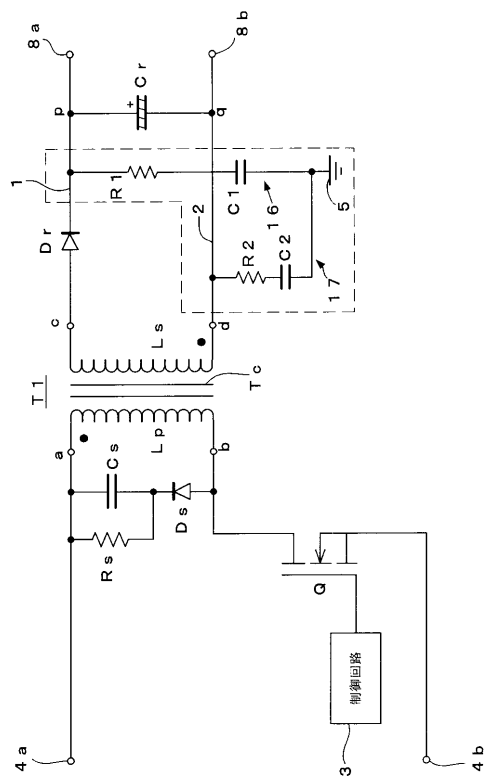 8a
8b
p
Cr
+
q
1
R1
C1
16
5
2
R2
C2
17
Dr
c
Ls
d
T1
Tc
a
Lp
b
Cs
Rs
Ds
Q
制御回路
3
4a
4b